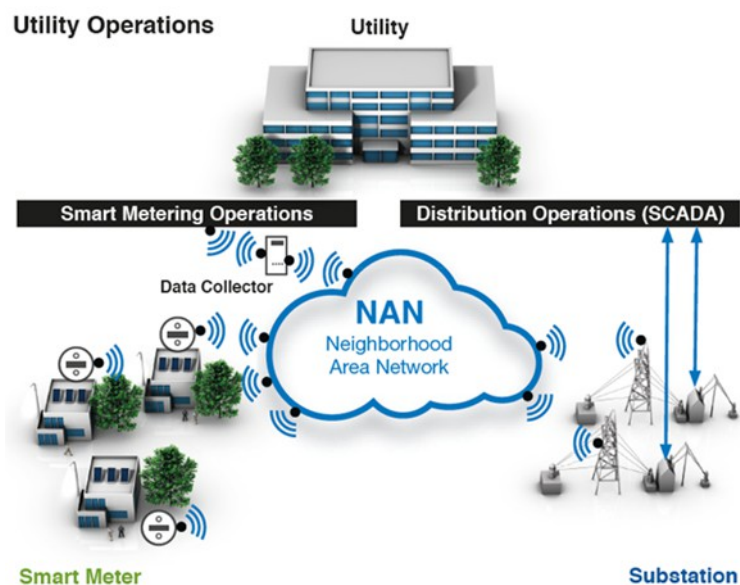 Utility Operations
Utility
Smart Metering Operations
Distribution Operations (SCADA)
Data Collector
NAN
Neighborhood
Area Network
Smart Meter
Substation